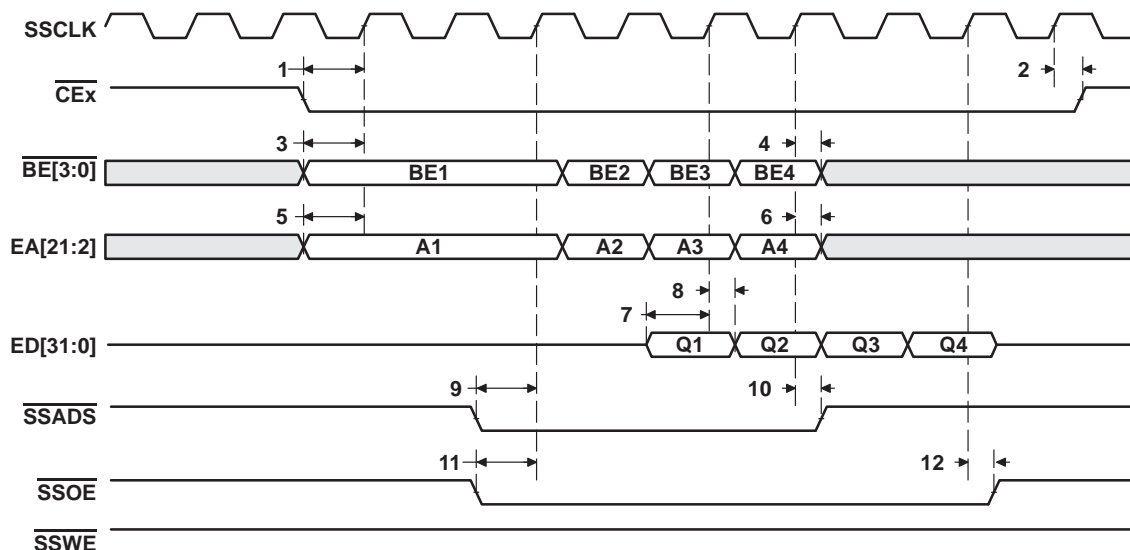 SSCLK
1
2
CEx
3
4
BE[3:0]
BE1
BE2
BE3
BE4
5
6
EA[21:2]
A1
A2
A3
A4
7
8
ED[31:0]
Q1
Q2
Q3
Q4
9
10
SSADS
11
12
SSOE
SSWE